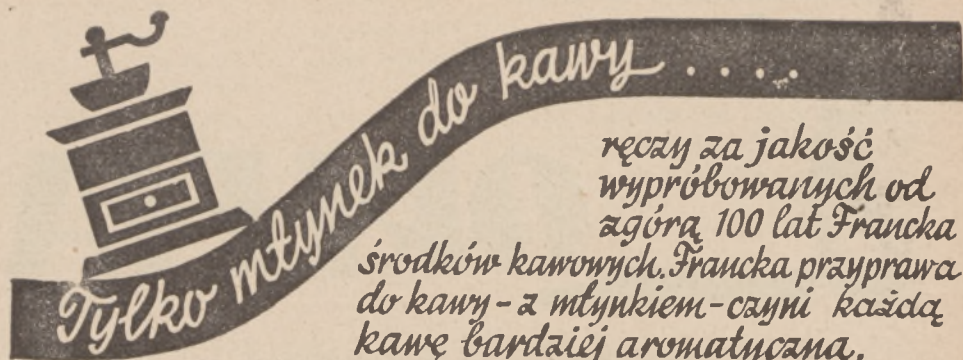 Tylko młynek do kawy . . . .
ręczy za jakość
wypróbowanych od
zgórą 100 lat Francka
środków kawowych. Francka przyprawa
do kawy - z młynkiem - czyni każdą
kawę bardziej aromatyczną.